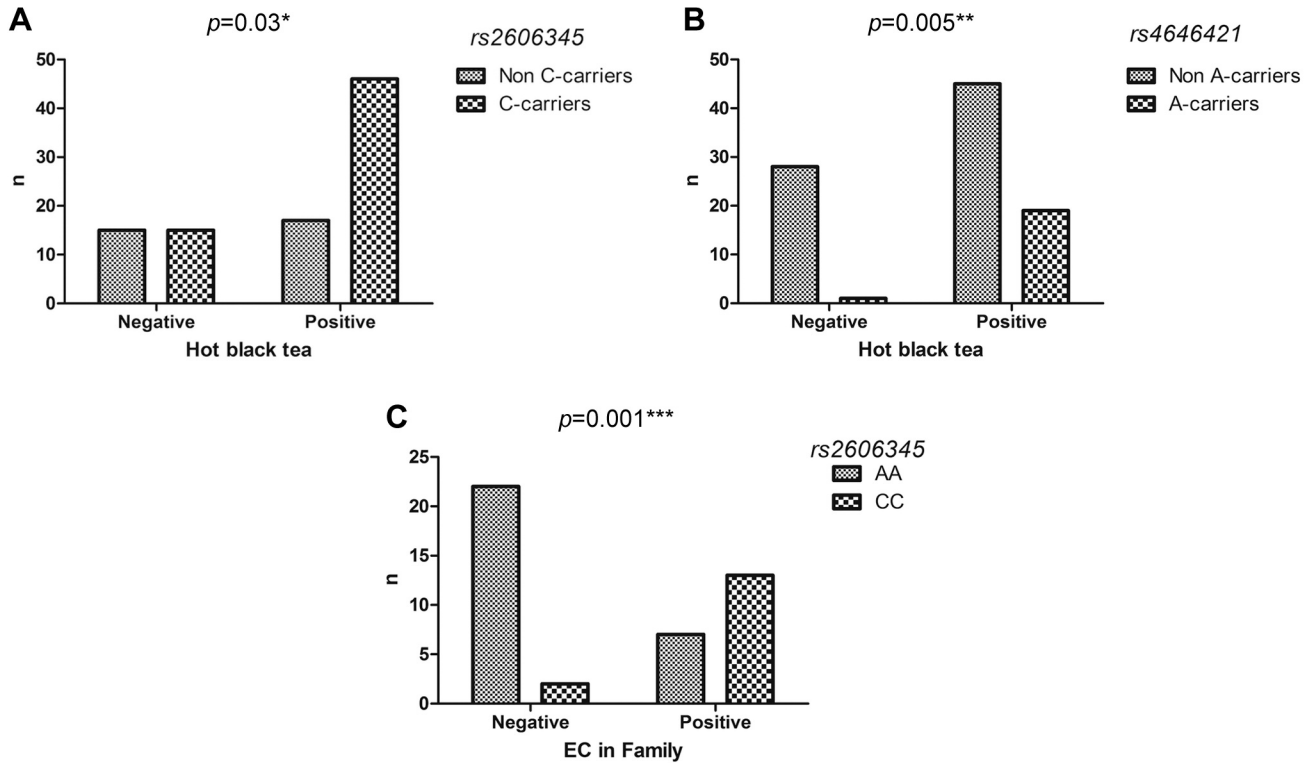 A
p=0.03*
rs2606345
Non C-carriers
C-carriers
50
40
30
20
10
0
n
Negative
Positive
Hot black tea
B
p=0.005**
rs4646421
Non A-carriers
A-carriers
50
40
30
20
10
0
n
Negative
Positive
Hot black tea
C
p=0.001***
rs2606345
AA
CC
25
20
15
10
5
0
n
Negative
Positive
EC in Family